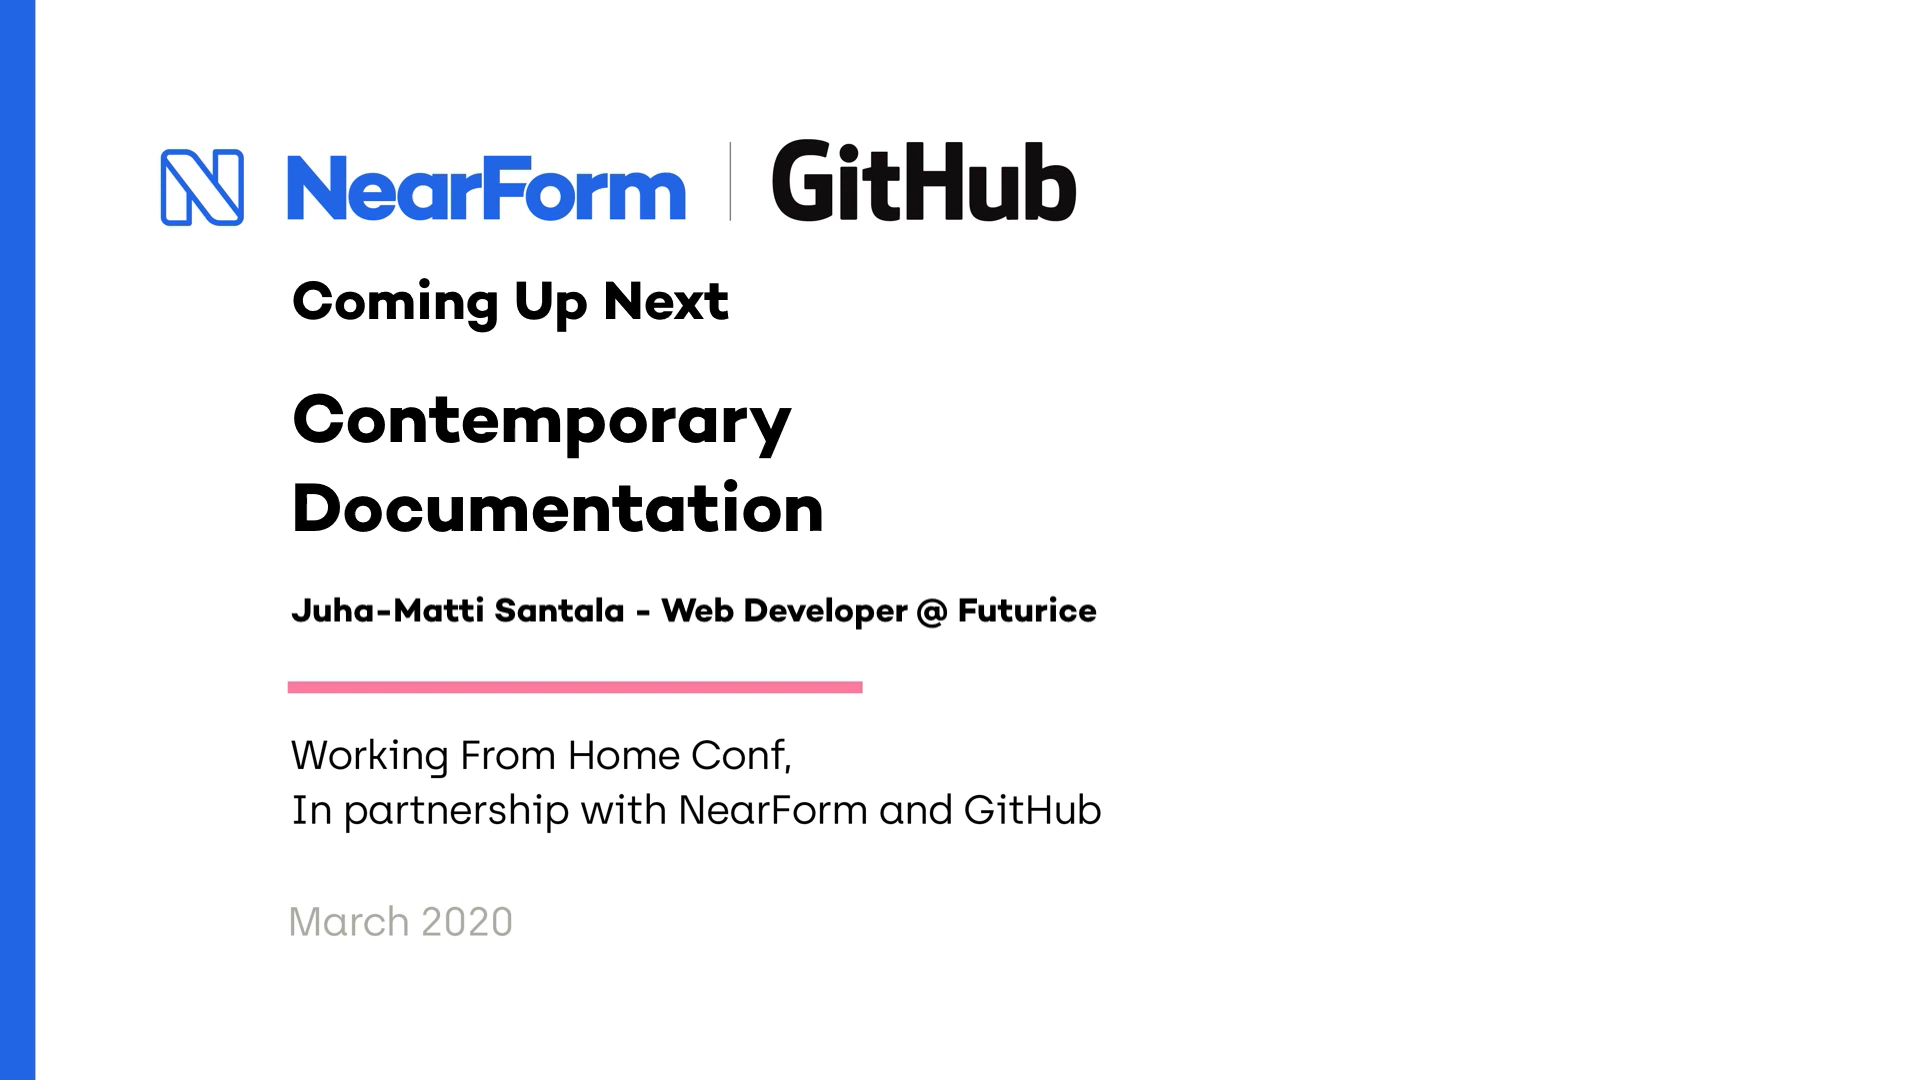 NearForm | GitHub
Coming Up Next
Contemporary
Documentation
Juha-Matti Santala - Web Developer @ Futurice
Working From Home Conf,
In partnership with NearForm and GitHub
March 2020